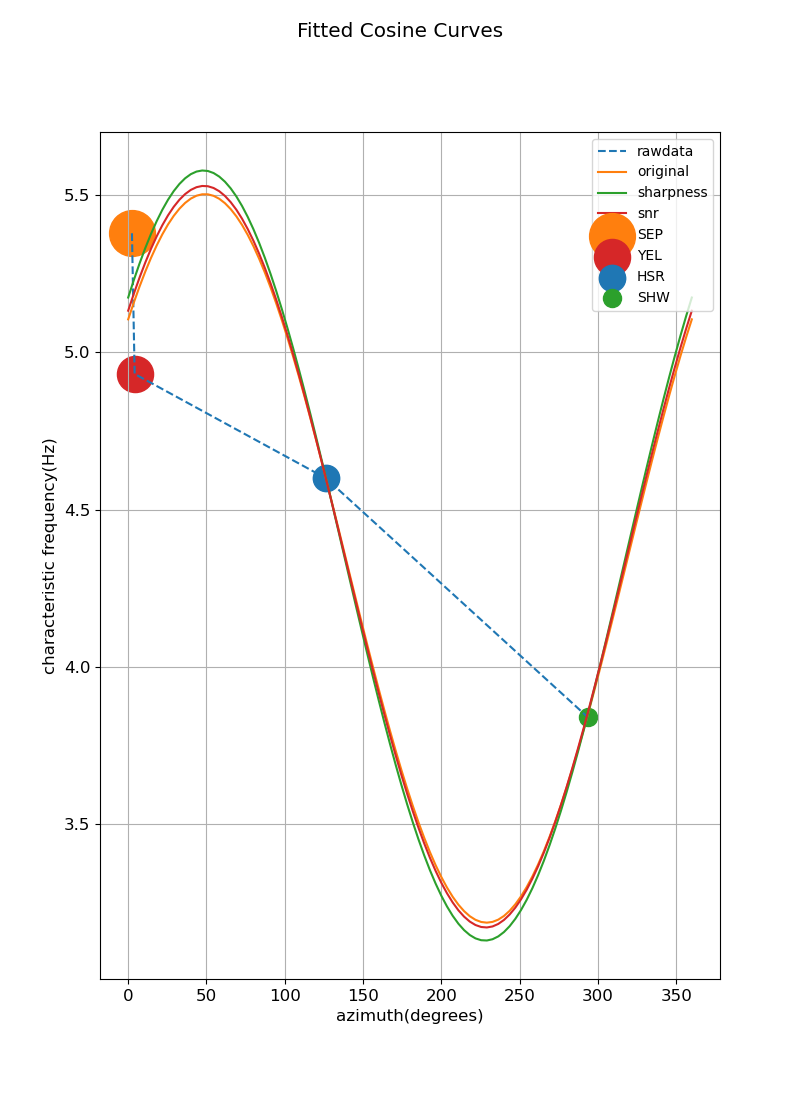 Fitted Cosine Curves
rawdata
original
sharpness
snr
SEP
YEL
HSR
SHW
characteristic frequency(Hz)
5.5
5.0
4.5
4.0
3.5
0 50 100 150 200 250 300 350
azimuth(degrees)